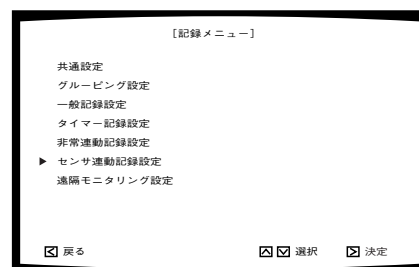 [記録メニュー]
共通設定
グルーピング設定
一般記録設定
タイマー記録設定
非常連動記録設定
▶ センサ連動記録設定
遠隔モニタリング設定
戻る 選択 決定